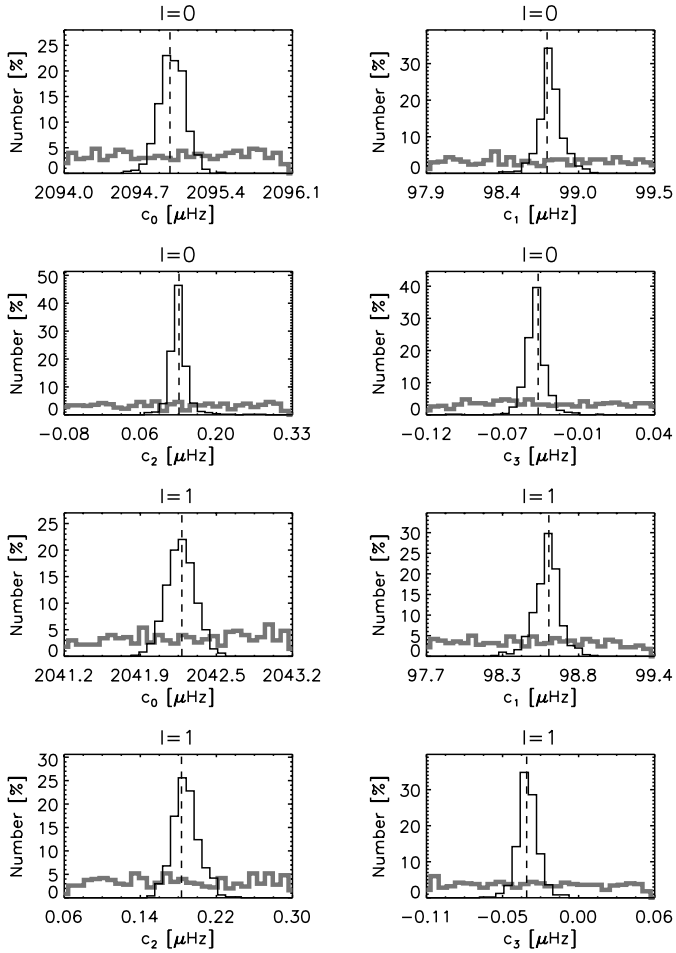 l=0
Number [%]
25
20
15
10
5
0
2094.0 2094.7 2095.4 2096.1
c₀ [μHz]
l=0
Number [%]
30
20
10
0
97.9 98.4 99.0 99.5
c₁ [μHz]
l=0
Number [%]
50
40
30
20
10
0
−0.08 0.06 0.20 0.33
c₂ [μHz]
l=0
Number [%]
40
30
20
10
0
−0.12 −0.07 −0.01 0.04
c₃ [μHz]
l=1
Number [%]
25
20
15
10
5
0
2041.2 2041.9 2042.5 2043.2
c₀ [μHz]
l=1
Number [%]
30
25
20
15
10
5
0
97.7 98.3 98.8 99.4
c₁ [μHz]
l=1
Number [%]
30
25
20
15
10
5
0
0.06 0.14 0.22 0.30
c₂ [μHz]
l=1
Number [%]
30
20
10
0
−0.11 −0.05 0.00 0.06
c₃ [μHz]